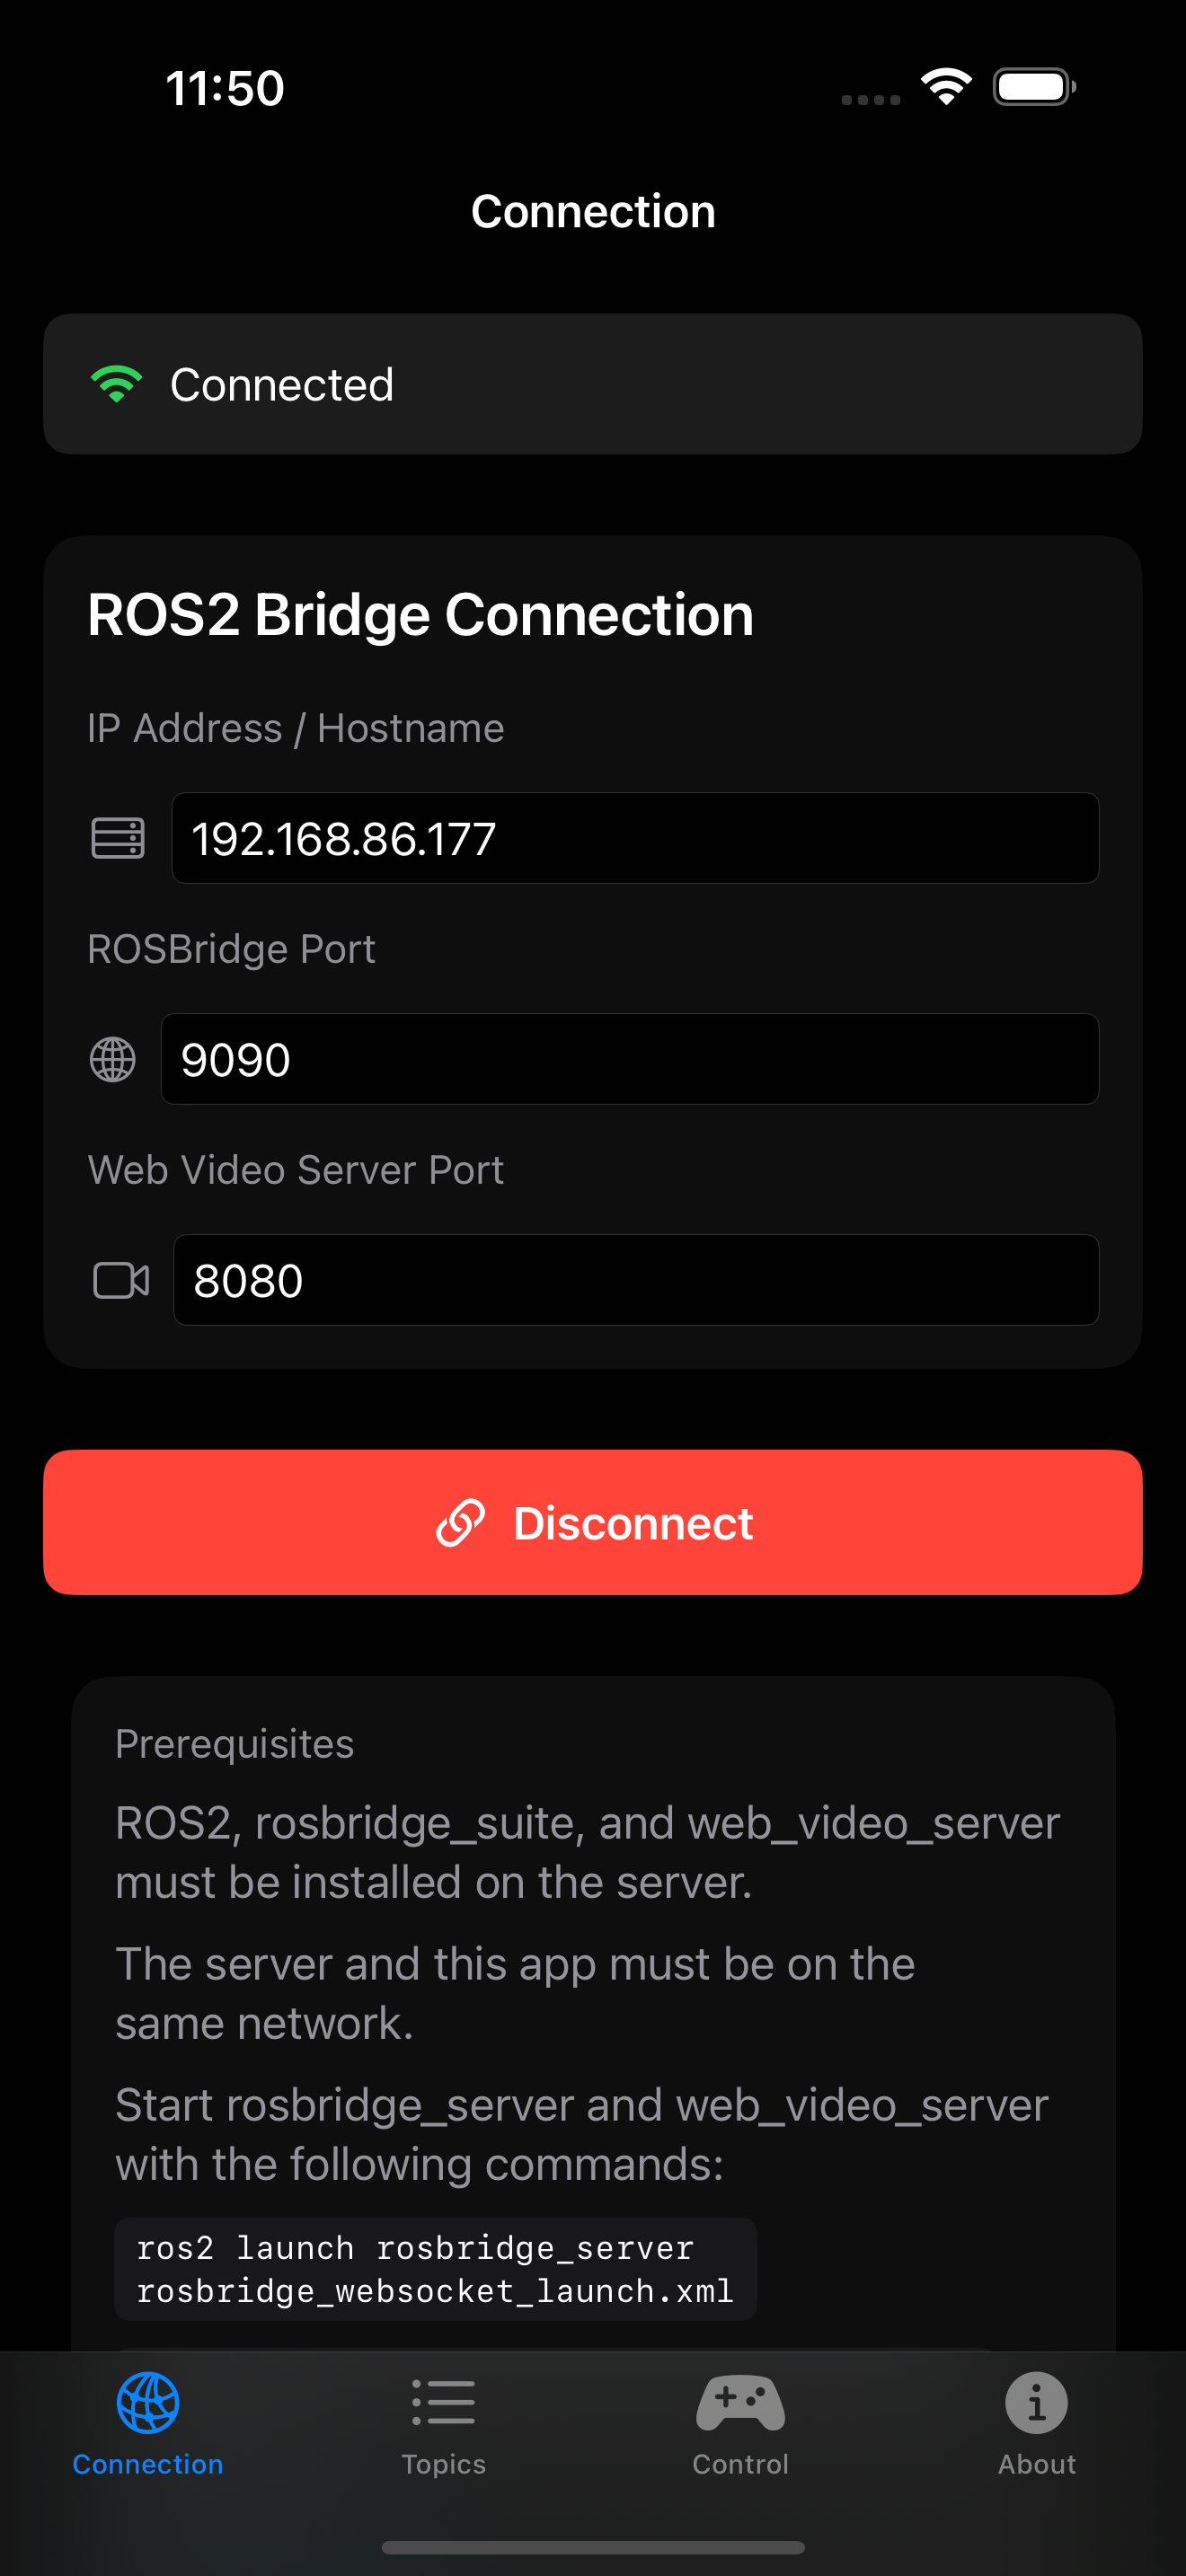 11:50
Connection
Connected
ROS2 Bridge Connection
IP Address / Hostname
192.168.86.177
ROSBridge Port
9090
Web Video Server Port
8080
Disconnect
Prerequisites
ROS2, rosbridge_suite, and web_video_server
must be installed on the server.
The server and this app must be on the
same network.
Start rosbridge_server and web_video_server
with the following commands:
ros2 launch rosbridge_server
rosbridge_websocket_launch.xml
Connection
Topics
Control
About